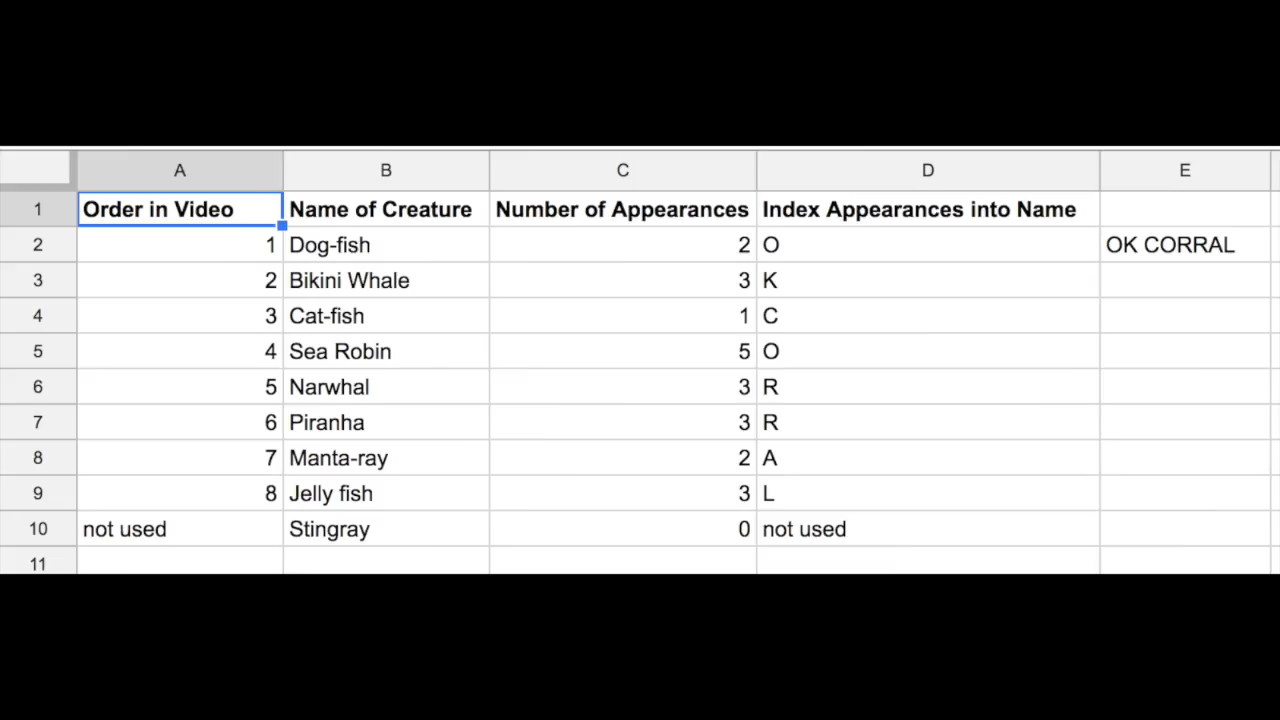 A B C D E
1 Order in Video Name of Creature Number of Appearances Index Appearances into Name
2 1 Dog-fish 2 O OK CORRAL
3 2 Bikini Whale 3 K
4 3 Cat-fish 1 C
5 4 Sea Robin 5 O
6 5 Narwhal 3 R
7 6 Piranha 3 R
8 7 Manta-ray 2 A
9 8 Jelly fish 3 L
10 not used Stingray 0 not used
11